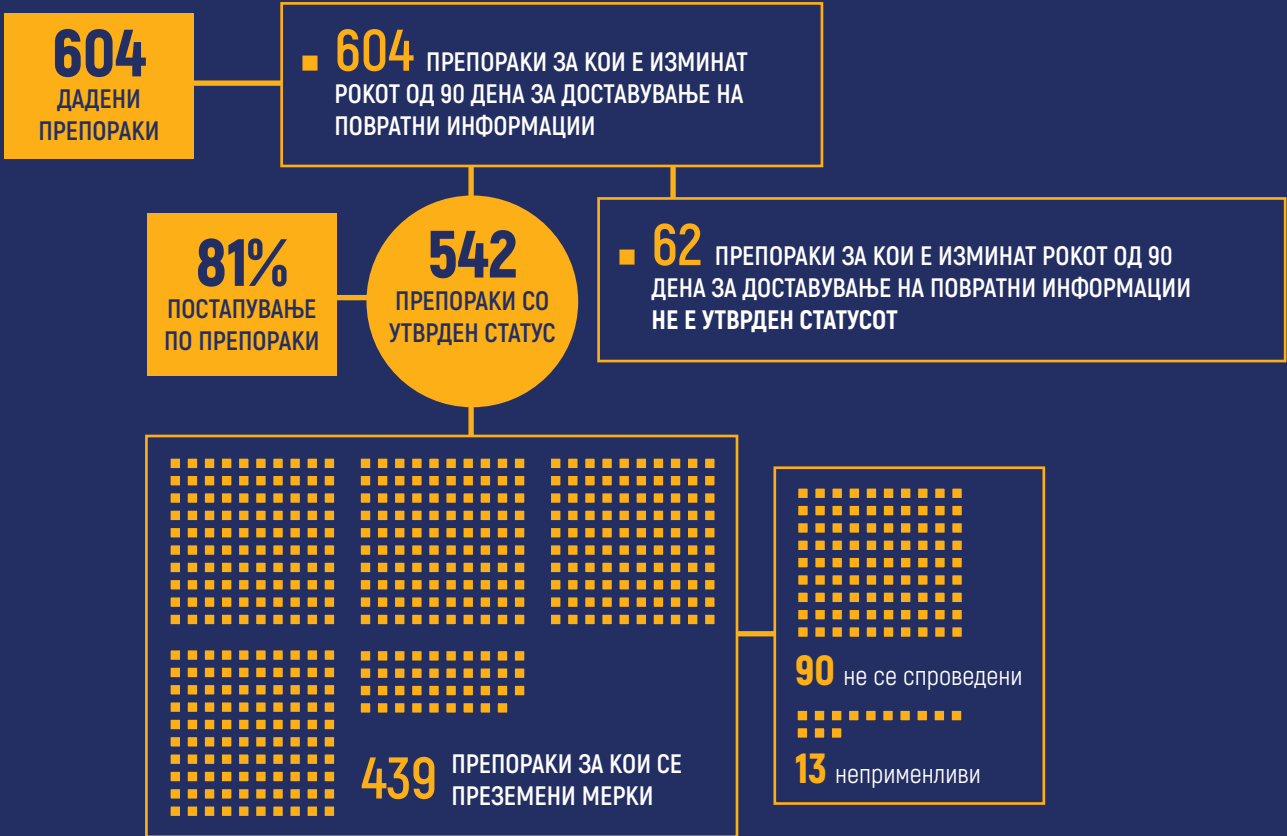 604
ДАДЕНИ
ПРЕПОРАКИ
604 ПРЕПОРАКИ ЗА КОИ Е ИЗМИНАТ
РОКОТ ОД 90 ДЕНА ЗА ДОСТАВУВАЊЕ НА
ПОВРАТНИ ИНФОРМАЦИИ
81%
ПОСТАПУВАЊЕ
ПО ПРЕПОРАКИ
542
ПРЕПОРАКИ СО
УТВРДЕН СТАТУС
62 ПРЕПОРАКИ ЗА КОИ Е ИЗМИНАТ РОКОТ ОД 90
ДЕНА ЗА ДОСТАВУВАЊЕ НА ПОВРАТНИ ИНФОРМАЦИИ
НЕ Е УТВРДЕН СТАТУСОТ
439 ПРЕПОРАКИ ЗА КОИ СЕ
ПРЕЗЕМЕНИ МЕРКИ
90 не се спроведени
13 неприменливи